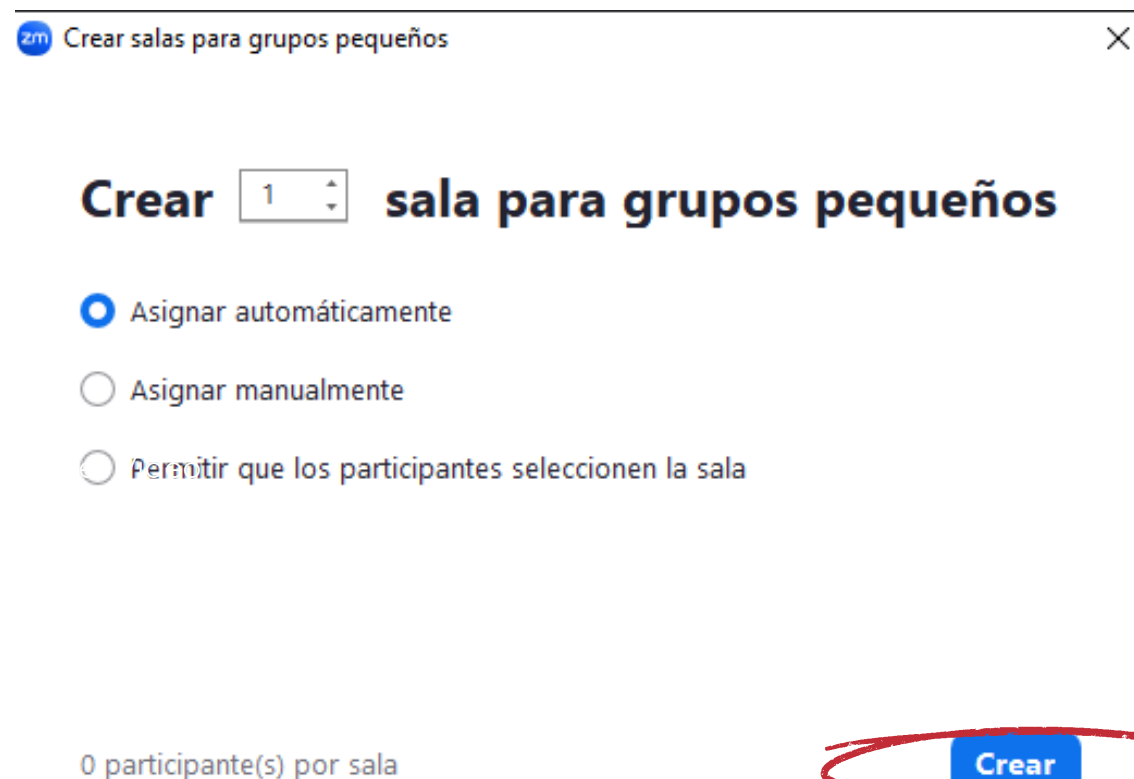 zm Crear salas para grupos pequeños
Crear 1 sala para grupos pequeños
Asignar automáticamente
Asignar manualmente
Permitir que los participantes seleccionen la sala
0 participante(s) por sala
Crear